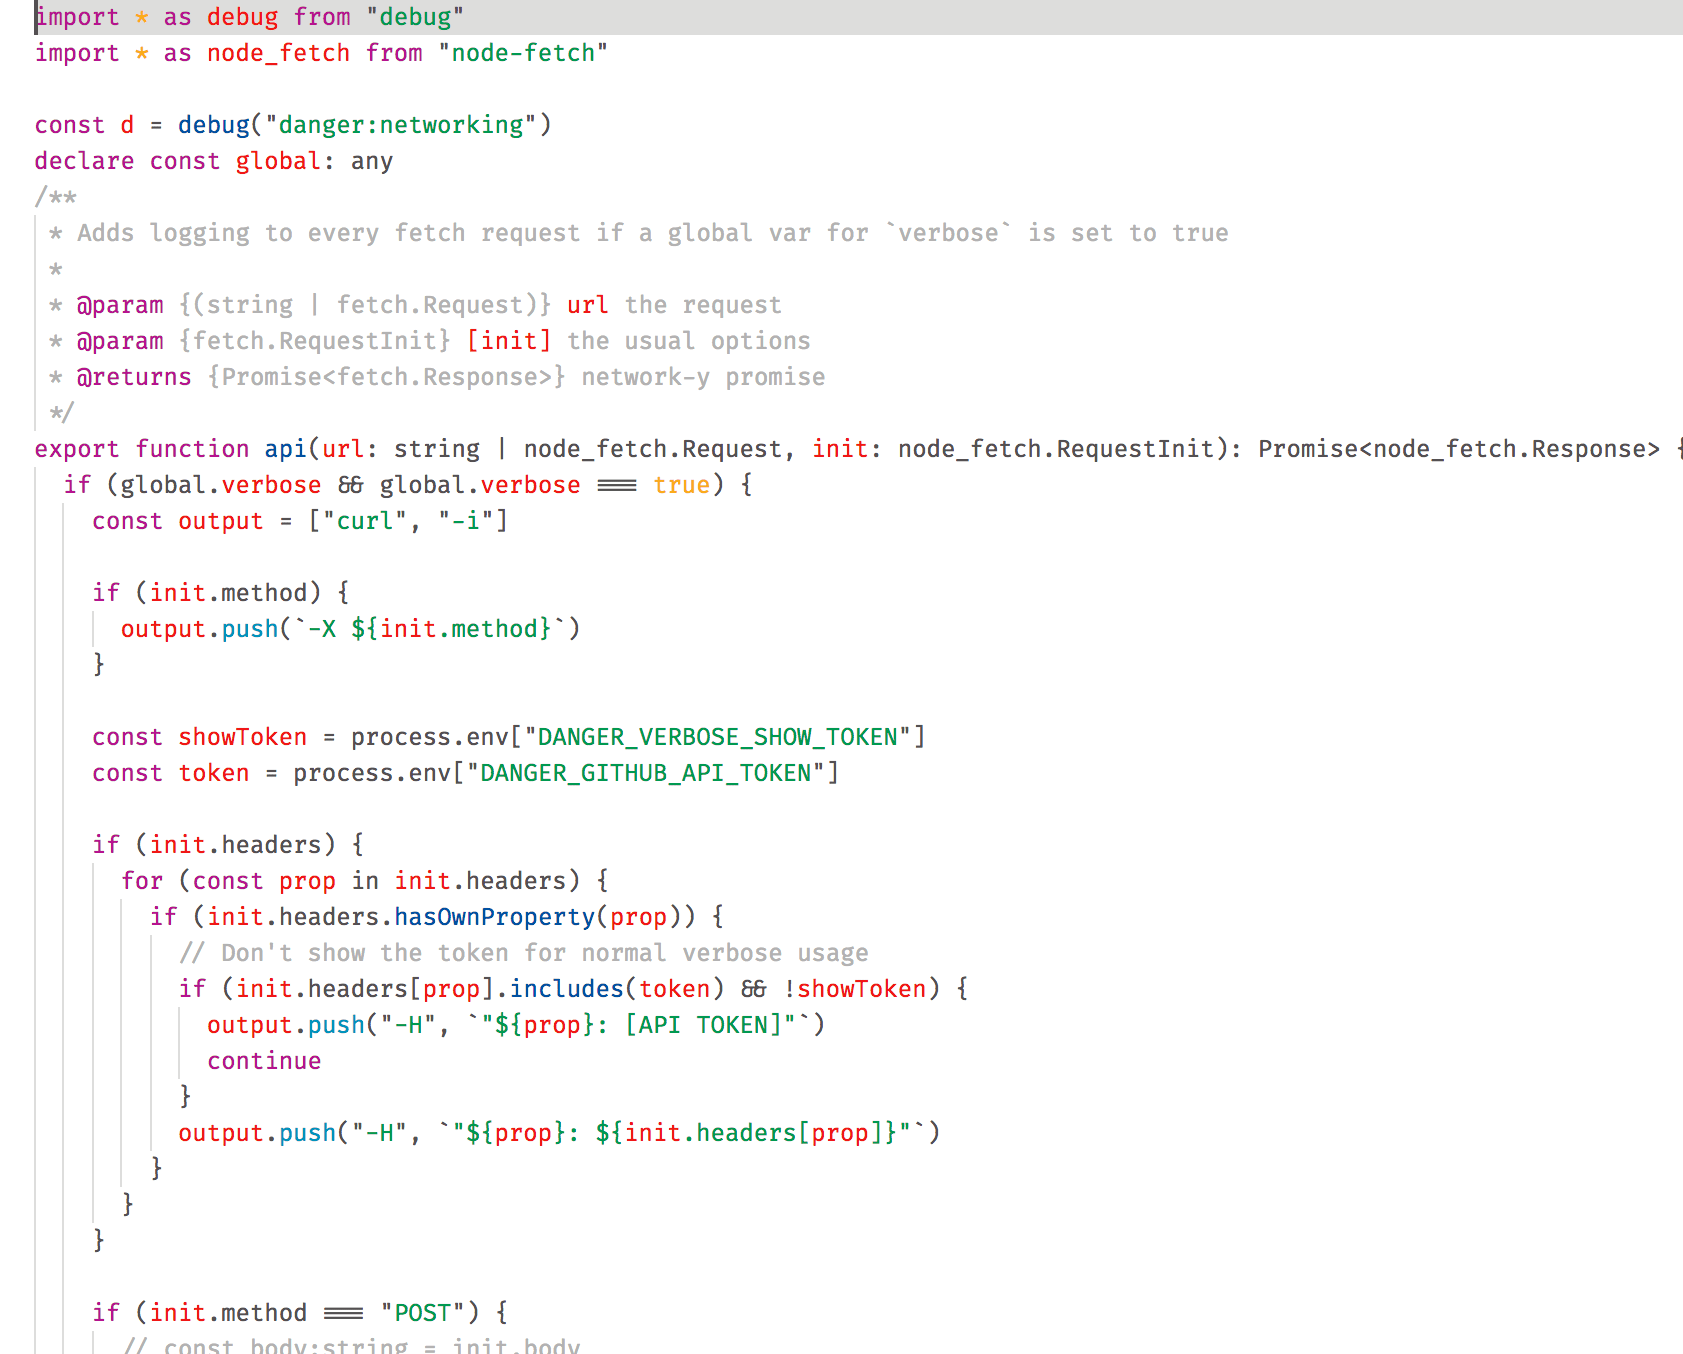 import * as debug from "debug"
import * as node_fetch from "node-fetch"

const d = debug("danger:networking")
declare const global: any
/**
 * Adds logging to every fetch request if a global var for `verbose` is set to true
 *
 * @param {(string | fetch.Request)} url the request
 * @param {fetch.RequestInit} [init] the usual options
 * @returns {Promise<fetch.Response>} network-y promise
 */
export function api(url: string | node_fetch.Request, init: node_fetch.RequestInit): Promise<node_fetch.Response> {
  if (global.verbose && global.verbose === true) {
    const output = ["curl", "-i"]

    if (init.method) {
      output.push(`-X ${init.method}`)
    }

    const showToken = process.env["DANGER_VERBOSE_SHOW_TOKEN"]
    const token = process.env["DANGER_GITHUB_API_TOKEN"]

    if (init.headers) {
      for (const prop in init.headers) {
        if (init.headers.hasOwnProperty(prop)) {
          // Don't show the token for normal verbose usage
          if (init.headers[prop].includes(token) && !showToken) {
            output.push("-H", `"${prop}: [API TOKEN]"`)
            continue
          }
          output.push("-H", `"${prop}: ${init.headers[prop]}"`)
        }
      }
    }

    if (init.method === "POST") {
      // const body:string = init.body